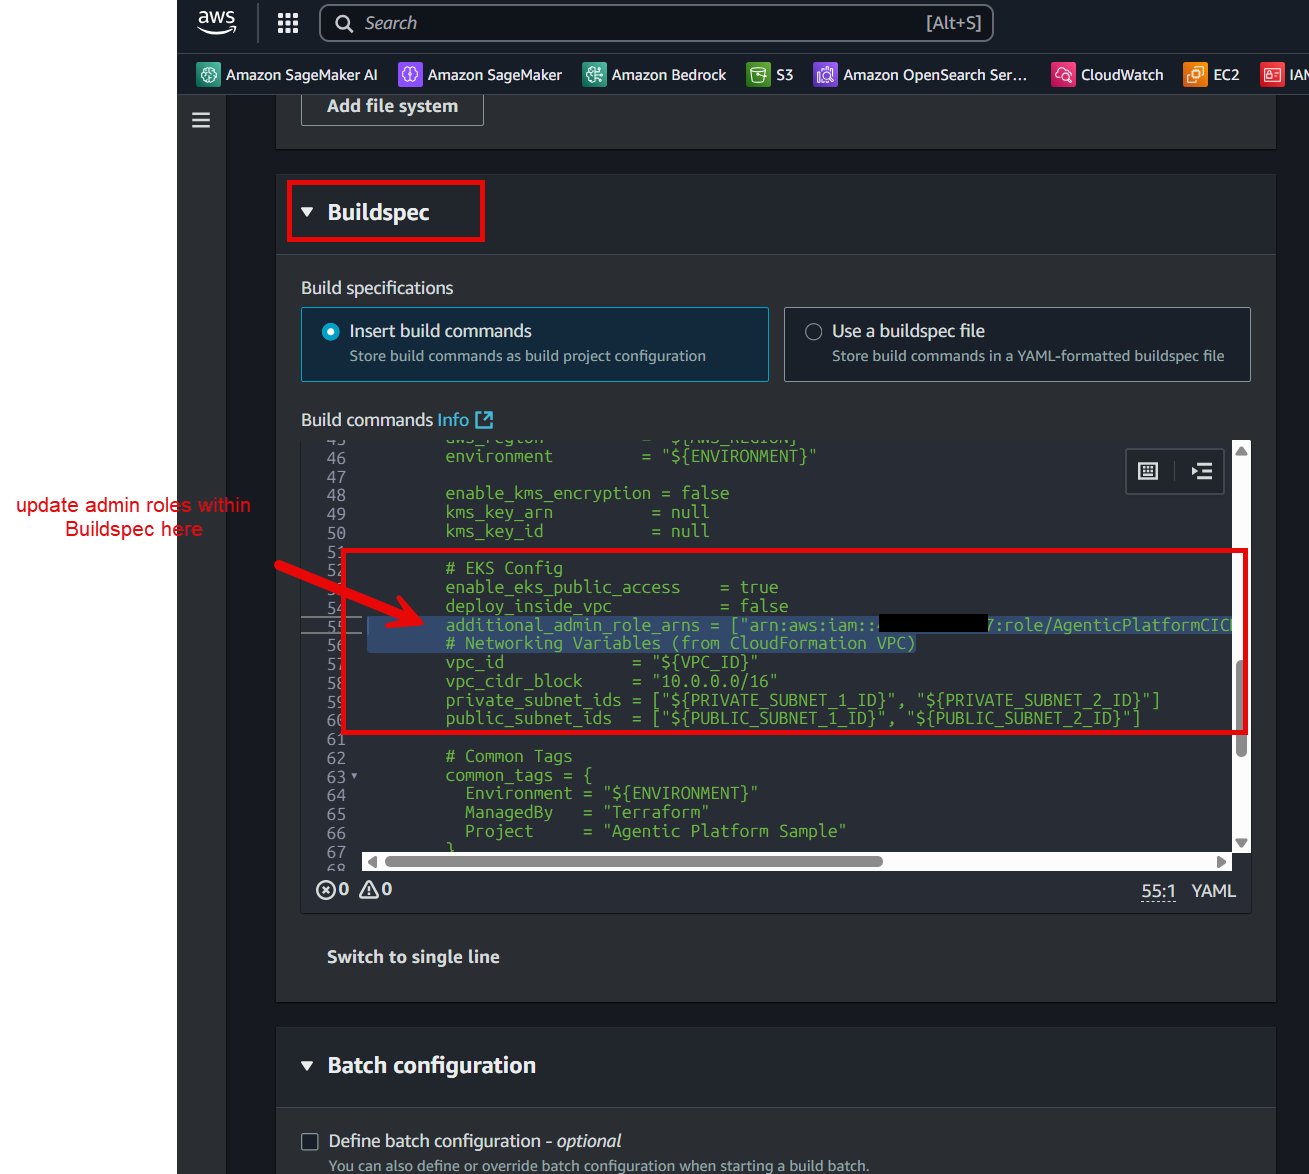 aws
Search
[Alt+S]
Amazon SageMaker AI
Amazon SageMaker
Amazon Bedrock
S3
Amazon OpenSearch Ser...
CloudWatch
EC2
Add file system
Buildspec
Build specifications
Insert build commands
Store build commands as build project configuration
Use a buildspec file
Store build commands in a YAML-formatted buildspec file
Build commands Info
45 aws_region = "${AWS_REGION}"
46 environment = "${ENVIRONMENT}"
47
48 enable_kms_encryption = false
49 kms_key_arn = null
50 kms_key_id = null
51
52 # EKS Config
enable_eks_public_access = true
54 deploy_inside_vpc = false
55 additional_admin_role_arns = ["arn:aws:iam:: 7:role/AgenticPlatformCIC
56 # Networking Variables (from CloudFormation VPC)
57 vpc_id = "${VPC_ID}"
58 vpc_cidr_block = "10.0.0.0/16"
59 private_subnet_ids = ["${PRIVATE_SUBNET_1_ID}", "${PRIVATE_SUBNET_2_ID}"]
60 public_subnet_ids = ["${PUBLIC_SUBNET_1_ID}", "${PUBLIC_SUBNET_2_ID}"]
61
62 # Common Tags
63 common_tags = {
64 Environment = "${ENVIRONMENT}"
65 ManagedBy = "Terraform"
66 Project = "Agentic Platform Sample"
67 }
68
update admin roles within
Buildspec here
0 0
55:1 YAML
Switch to single line
Batch configuration
Define batch configuration - optional
You can also define or override batch configuration when starting a build batch.